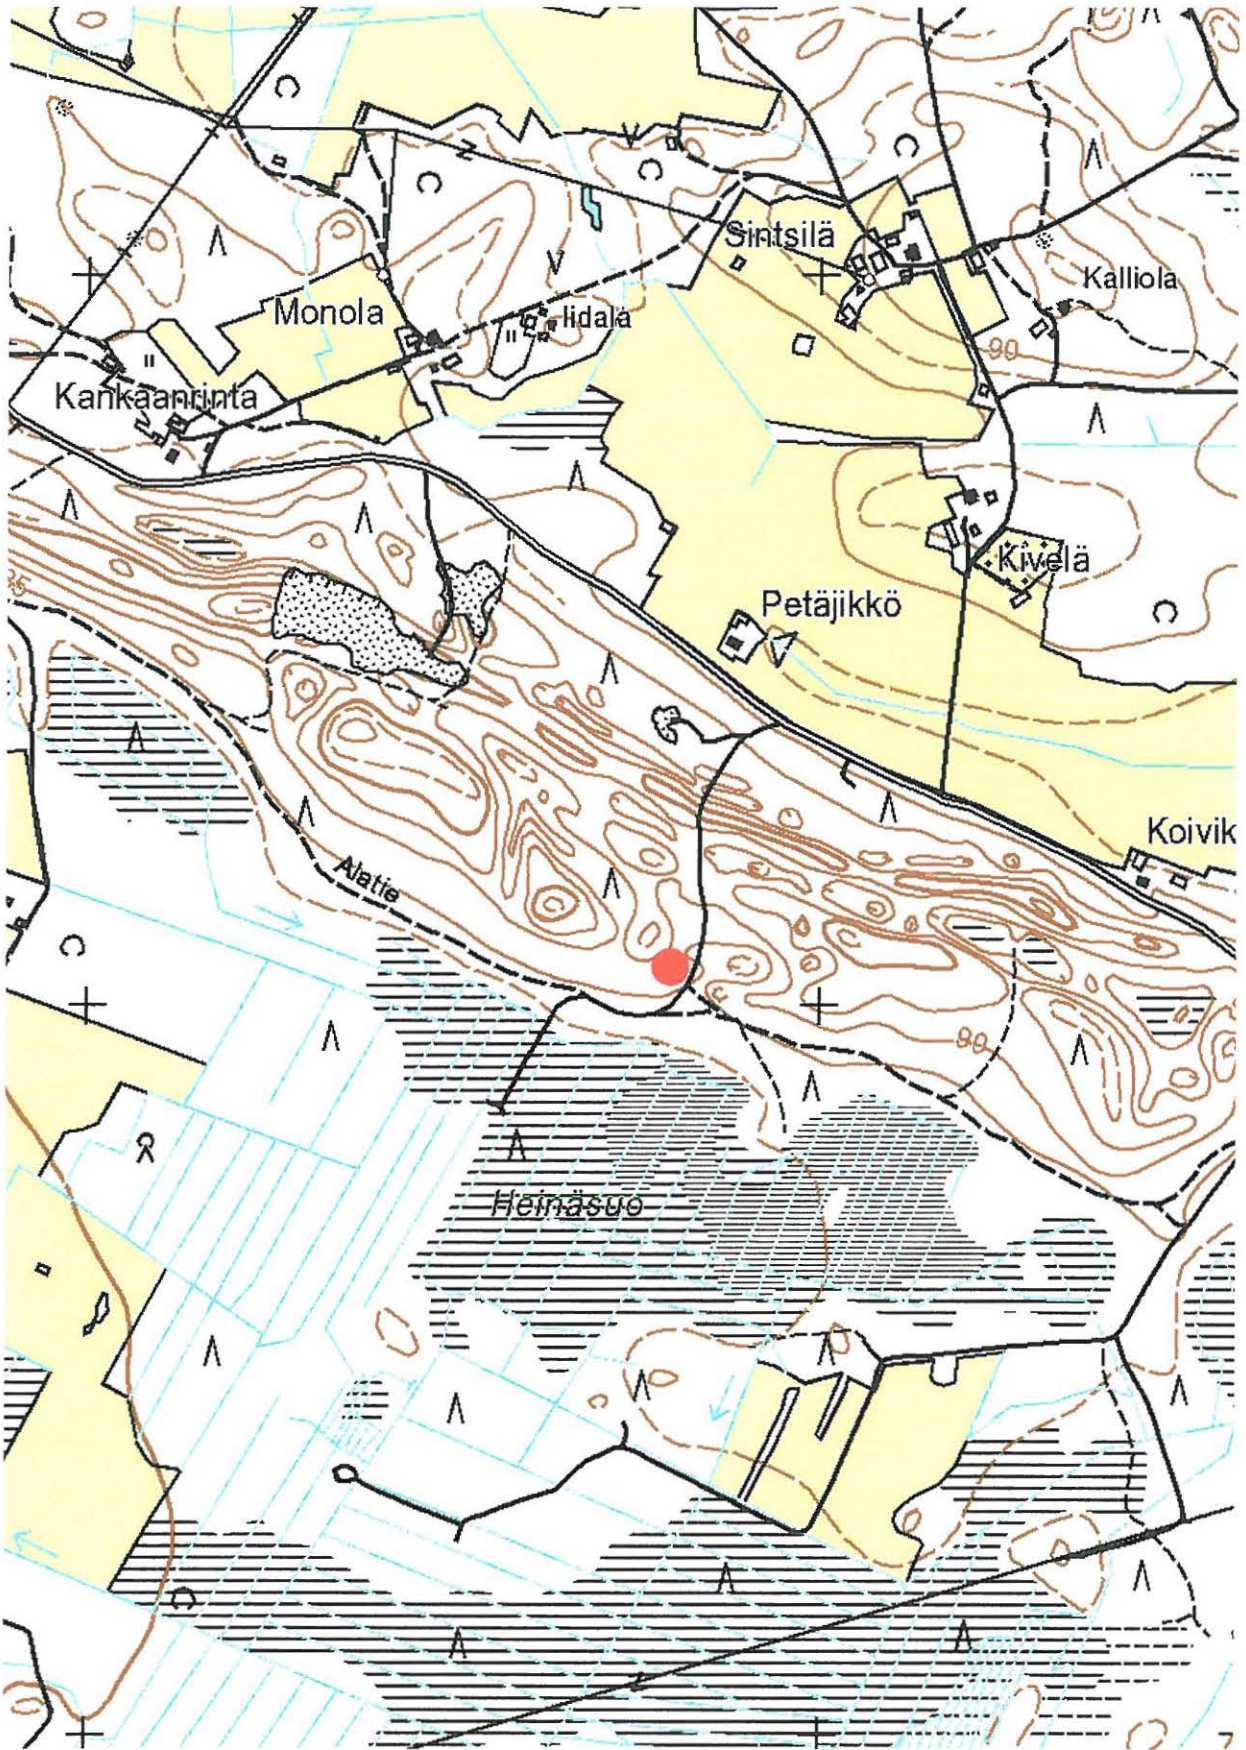 Sintsilä
Kalliola
Monola
Iidala
90
Kankaanrinta
Kivelä
Petäjikkö
Koivik
Alatie
90
Heinäsuo